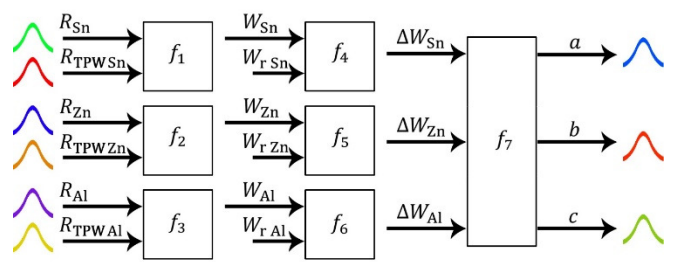 R_Sn W_Sn ΔW_Sn a
f_1 f_4
R_TPW Sn W_r Sn
R_Zn W_Zn ΔW_Zn b
f_2 f_5 f_7
R_TPW Zn W_r Zn
R_Al W_Al ΔW_Al c
f_3 f_6
R_TPW Al W_r Al